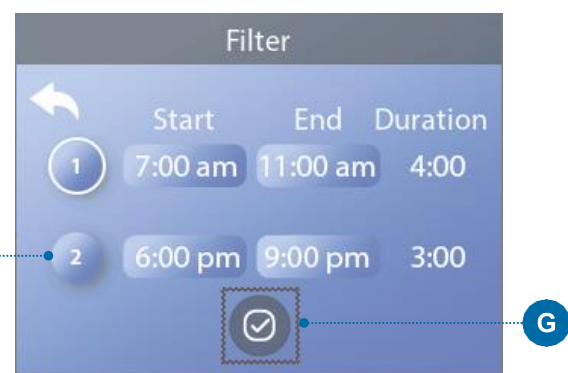 Filter
Start End Duration
1 7:00 am 11:00 am 4:00
2 6:00 pm 9:00 pm 3:00
G